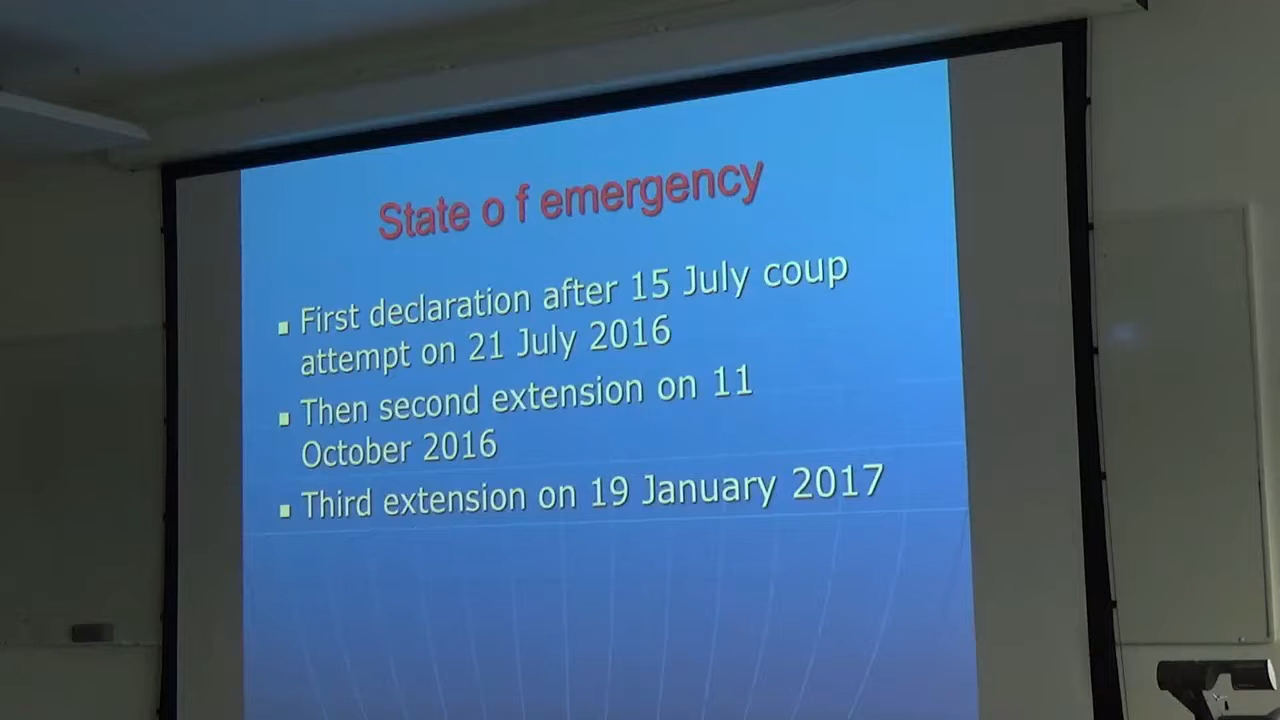 State o f emergency
First declaration after 15 July coup
attempt on 21 July 2016
Then second extension on 11
October 2016
Third extension on 19 January 2017